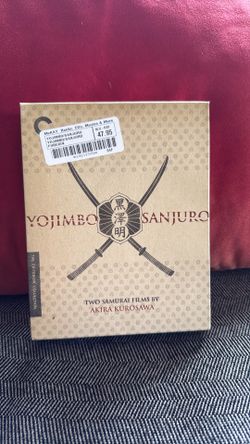 47.95
YOJIMBO SANJURO
黒澤明
TWO SAMURAI FILMS BY
AKIRA KUROSAWA
THE CRITERION COLLECTION